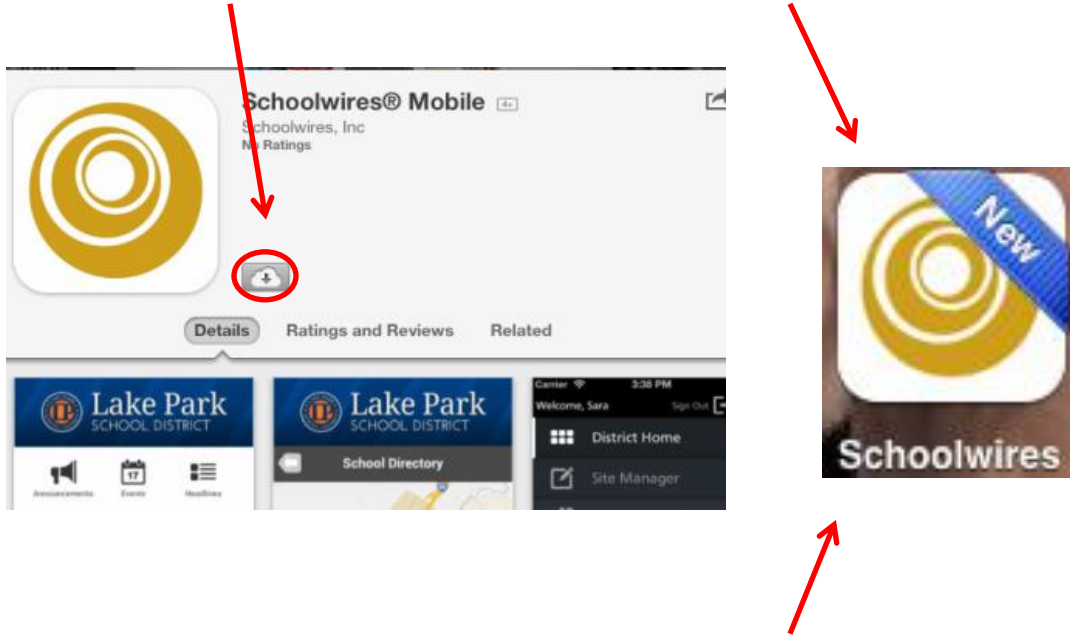 Schoolwires® Mobile 4+
Schoolwires, Inc
No Ratings
Details Ratings and Reviews Related
Lake Park
SCHOOL DISTRICT
Announcements
17
Events
Headlines
Lake Park
SCHOOL DISTRICT
School Directory
Carrier 3:36 PM
Welcome, Sara Sign Out
District Home
Site Manager
New
Schoolwires